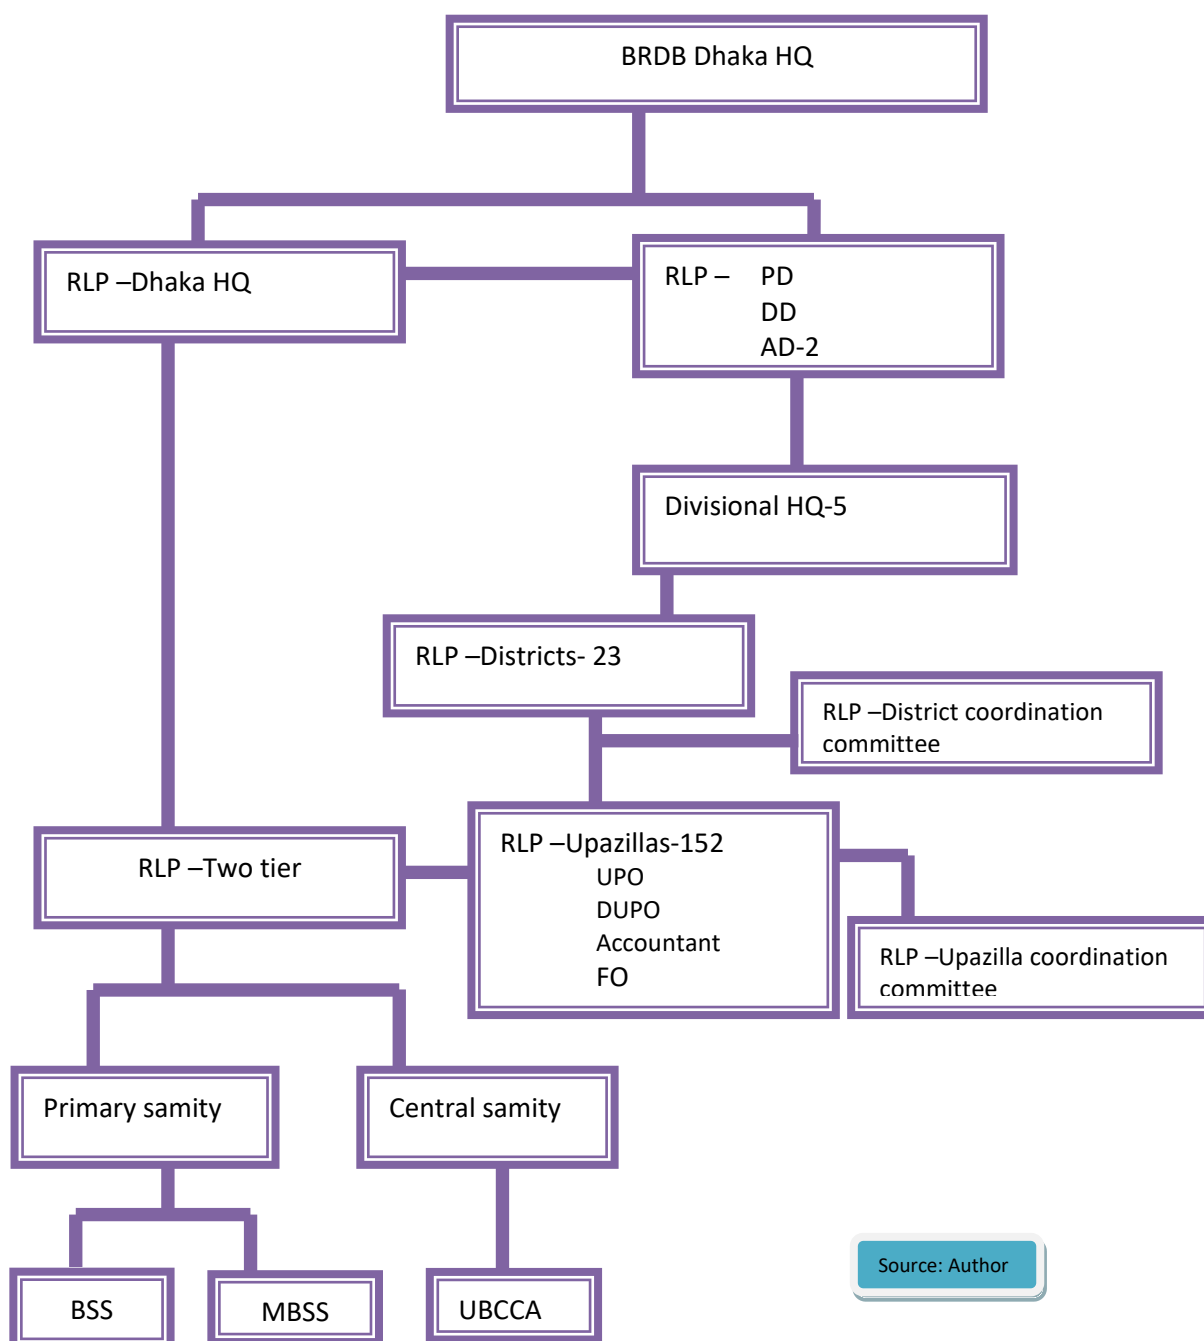 BRDB Dhaka HQ
RLP –Dhaka HQ
RLP – PD
DD
AD-2
Divisional HQ-5
RLP –Districts- 23
RLP –District coordination
committee
RLP –Two tier
RLP –Upazillas-152
UPO
DUPO
Accountant
FO
RLP –Upazilla coordination
committee
Primary samity
Central samity
BSS
MBSS
UBCCA
Source: Author